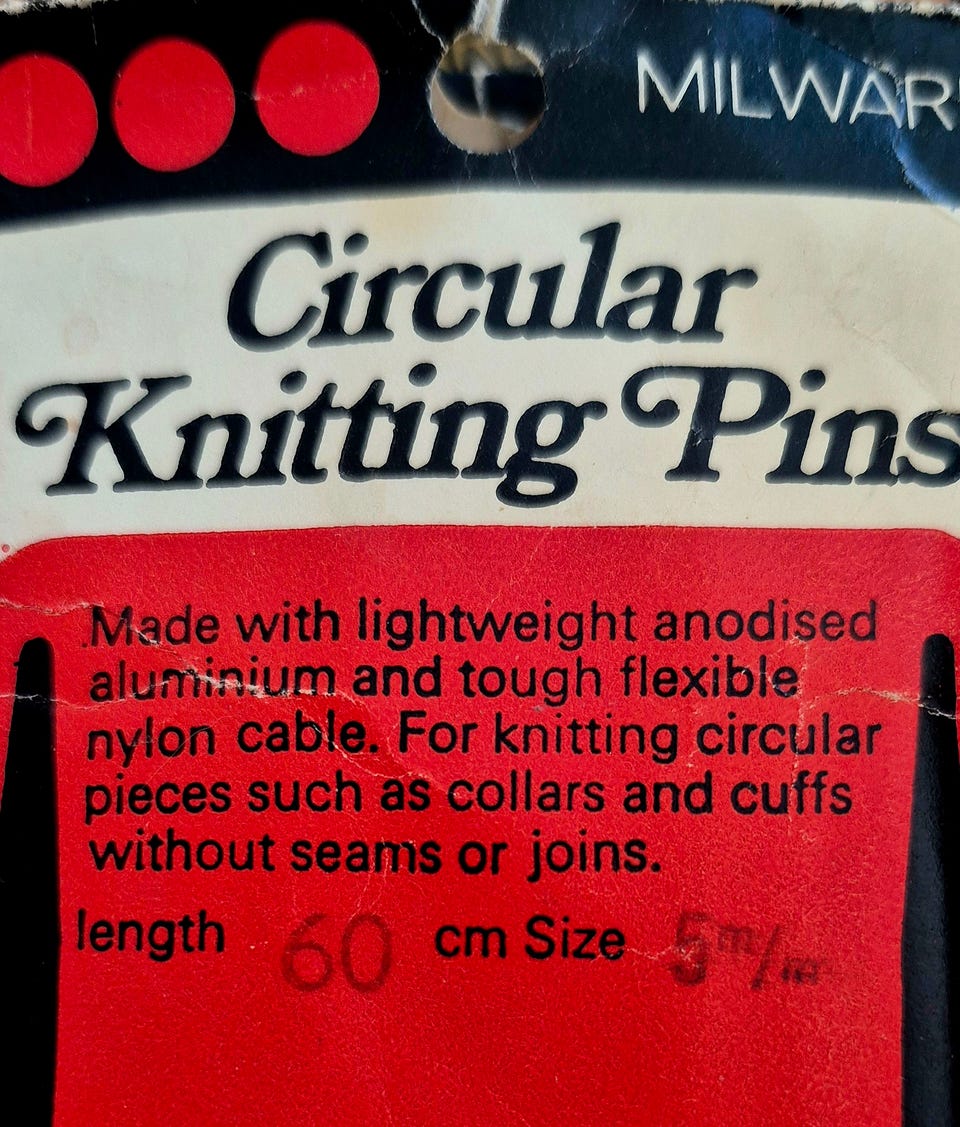 MILWAR
Circular
Knitting Pins
Made with lightweight anodised
aluminium and tough flexible
nylon cable. For knitting circular
pieces such as collars and cuffs
without seams or joins.
length 60 cm Size 5 m/m